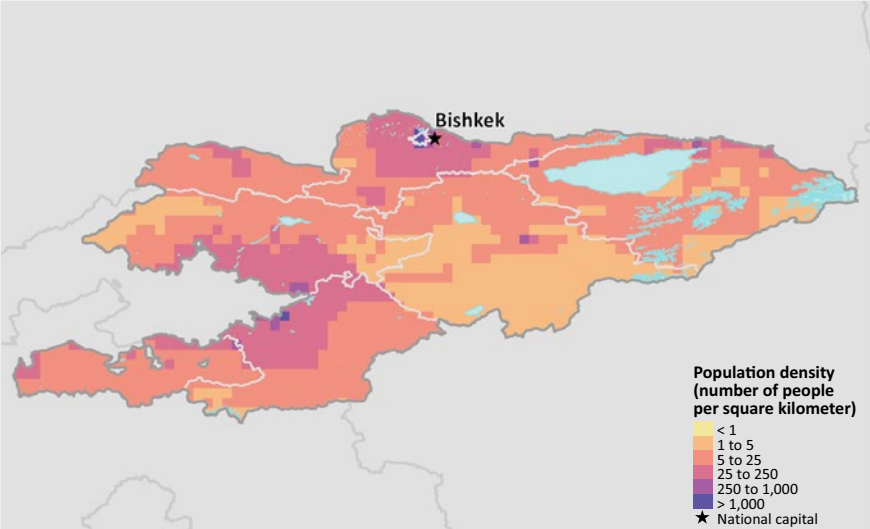 Bishkek
Population density
(number of people
per square kilometer)
< 1
1 to 5
5 to 25
25 to 250
250 to 1,000
> 1,000
National capital